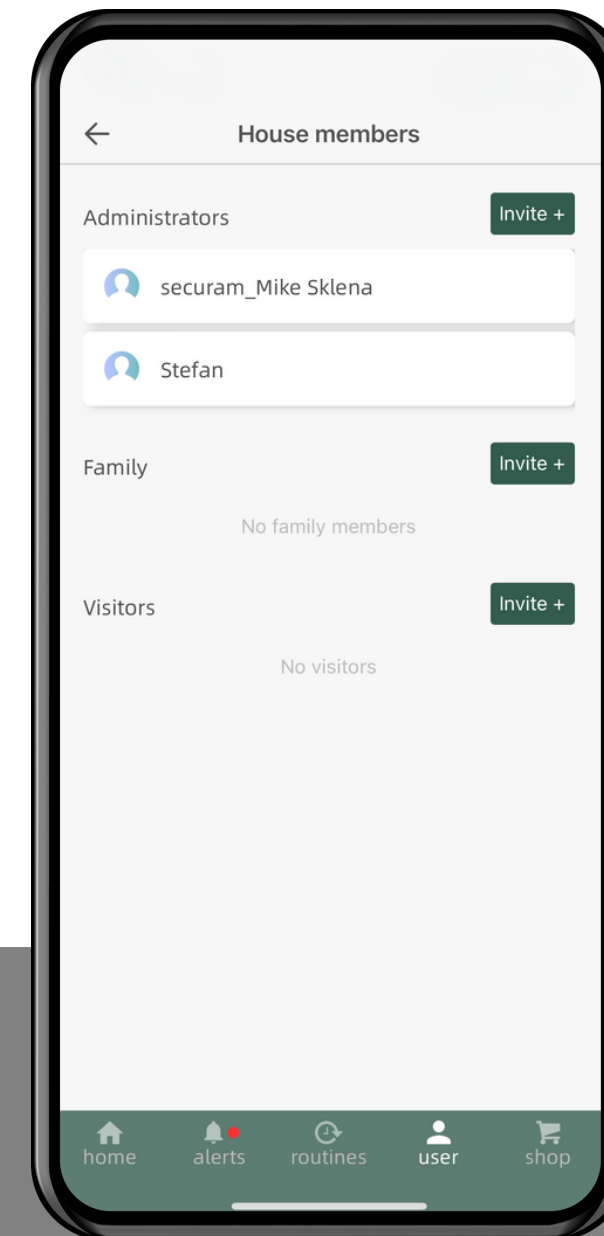 House members
Administrators
Invite +
securam_Mike Sklena
Stefan
Family
Invite +
No family members
Visitors
Invite +
No visitors
home alerts routines user shop